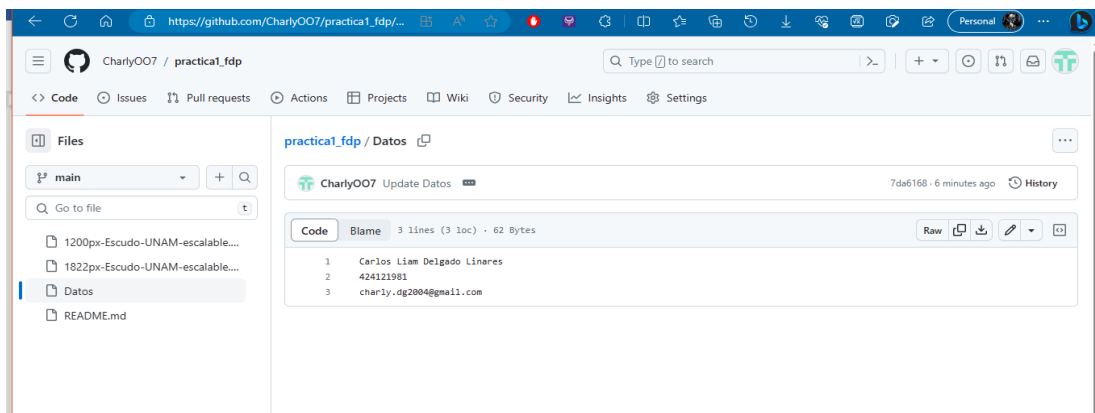 https://github.com/CharlyOO7/practica1_fdp/...
Personal
CharlyOO7 / practica1_fdp
Type / to search
Code Issues Pull requests Actions Projects Wiki Security Insights Settings
Files
practica1_fdp / Datos
main
CharlyOO7 Update Datos
7da6168 · 6 minutes ago History
Go to file t
Code Blame 3 lines (3 loc) · 62 Bytes
Raw
1200px-Escudo-UNAM-escalable....
1822px-Escudo-UNAM-escalable....
Datos
README.md
1 Carlos Liam Delgado Linares
2 424121981
3 charly.dg2004@gmail.com